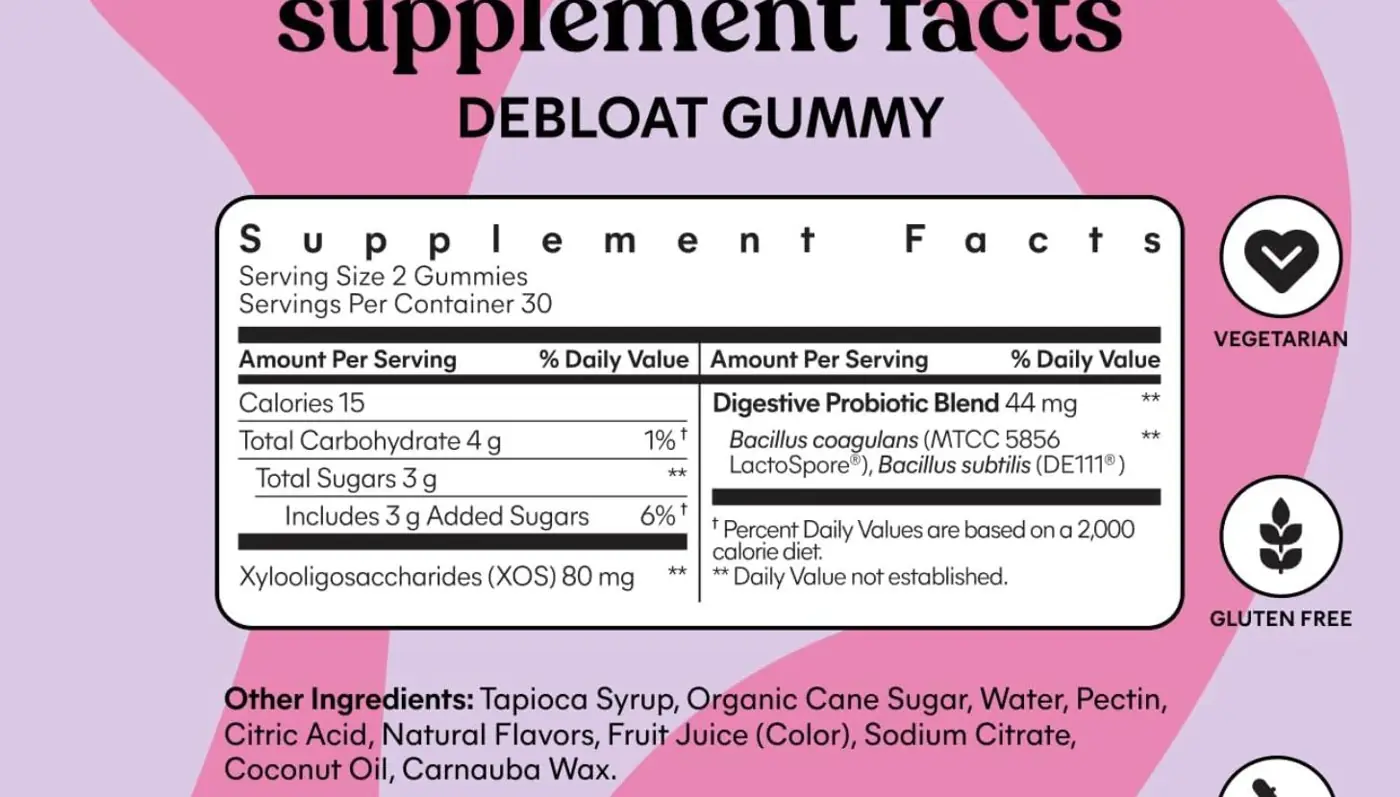 supplement facts
DEBLOAT GUMMY
Supplement Facts
Serving Size 2 Gummies
Servings Per Container 30
Amount Per Serving % Daily Value
Calories 15
Total Carbohydrate 4 g 1%†
Total Sugars 3 g **
Includes 3 g Added Sugars 6%†
Xylooligosaccharides (XOS) 80 mg **
Amount Per Serving % Daily Value
Digestive Probiotic Blend 44 mg **
Bacillus coagulans (MTCC 5856 **
LactoSpore®), Bacillus subtilis (DE111®)
† Percent Daily Values are based on a 2,000
calorie diet.
** Daily Value not established.
VEGETARIAN
GLUTEN FREE
Other Ingredients: Tapioca Syrup, Organic Cane Sugar, Water, Pectin,
Citric Acid, Natural Flavors, Fruit Juice (Color), Sodium Citrate,
Coconut Oil, Carnauba Wax.